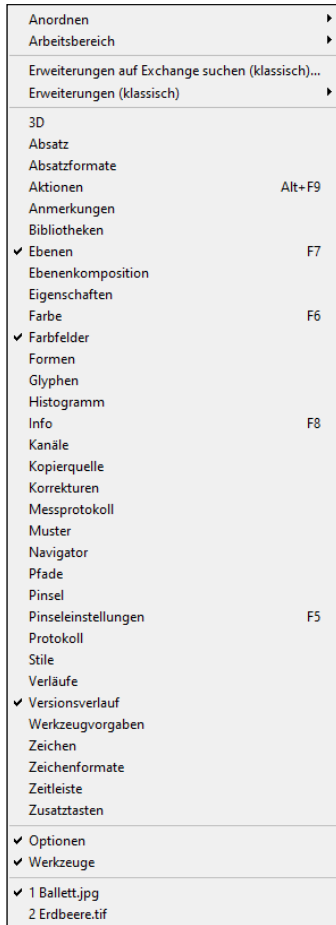 Anordnen
Arbeitsbereich
Erweiterungen auf Exchange suchen (klassisch)...
Erweiterungen (klassisch)
3D
Absatz
Absatzformate
Aktionen Alt+F9
Anmerkungen
Bibliotheken
Ebenen F7
Ebenenkomposition
Eigenschaften
Farbe F6
Farbfelder
Formen
Glyphen
Histogramm
Info F8
Kanäle
Kopierquelle
Korrekturen
Messprotokoll
Muster
Navigator
Pfade
Pinsel
Pinseleinstellungen F5
Protokoll
Stile
Verläufe
Versionsverlauf
Werkzeugvorgaben
Zeichen
Zeichenformate
Zeitleiste
Zusatztasten
Optionen
Werkzeuge
1 Ballett.jpg
2 Erdbeere.tif